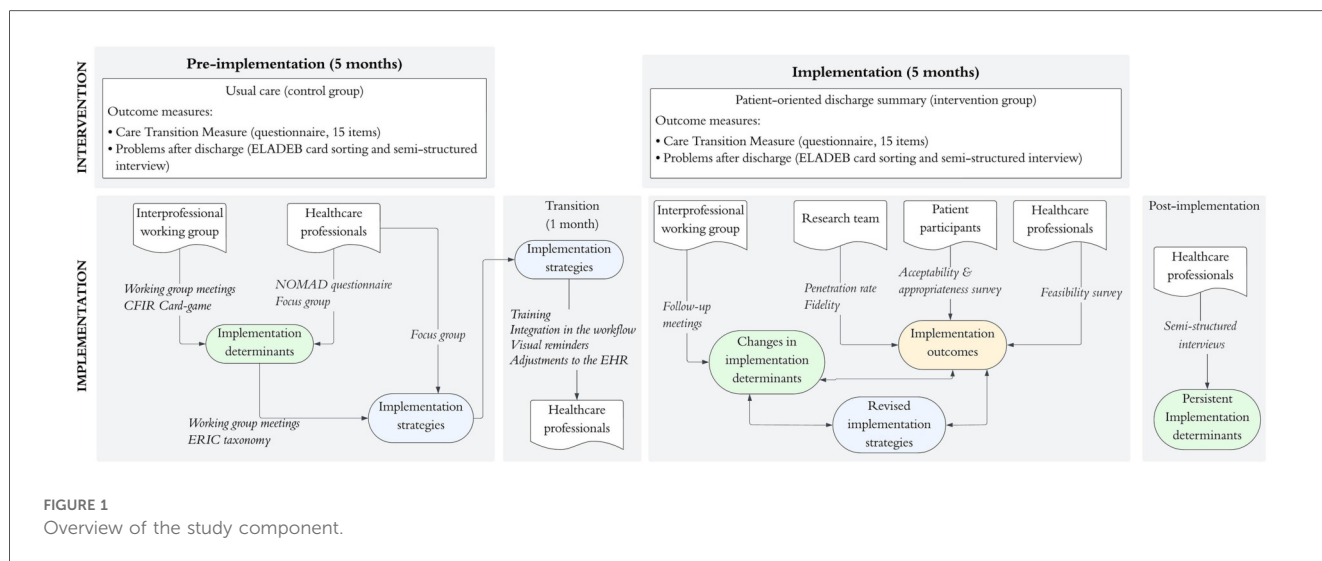 INTERVENTION
Pre-implementation (5 months)
Usual care (control group)
Outcome measures:
• Care Transition Measure (questionnaire, 15 items)
• Problems after discharge (ELADEB card sorting and semi-structured
interview)
Implementation (5 months)
Patient-oriented discharge summary (intervention group)
Outcome measures:
• Care Transition Measure (questionnaire, 15 items)
• Problems after discharge (ELADEB card sorting and semi-structured interview)
IMPLEMENTATION
Interprofessional
working group
Healthcare
professionals
Working group meetings
CFIR Card-game
NOMAD questionnaire
Focus group
Implementation
determinants
Focus group
Working group meetings
ERIC taxonomy
Implementation
strategies
Transition
(1 month)
Implementation
strategies
Training
Integration in the workflow
Visual reminders
Adjustments to the EHR
Healthcare
professionals
Interprofessional
working group
Research team
Patient
participants
Healthcare
professionals
Follow-up
meetings
Penetration rate
Fidelity
Acceptability &
appropriateness survey
Feasibility survey
Changes in
implementation
determinants
Implementation
outcomes
Revised
implementation
strategies
Post-implementation
Healthcare
professionals
Semi-structured
interviews
Persistent
Implementation
determinants
FIGURE 1
Overview of the study component.